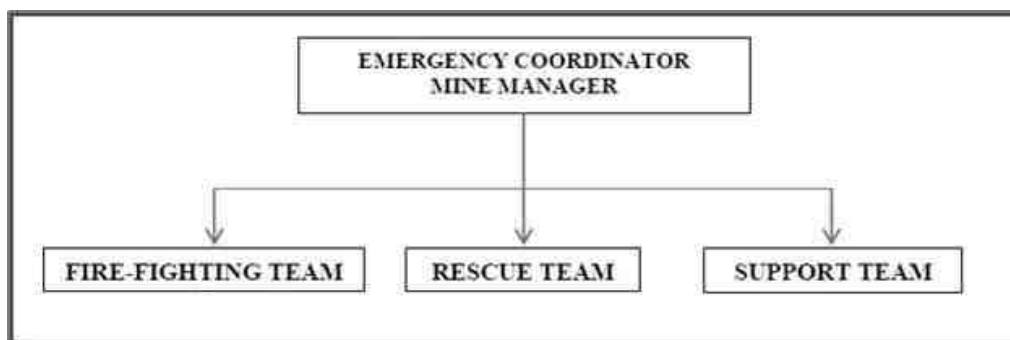 EMERGENCY COORDINATOR
MINE MANAGER
FIRE-FIGHTING TEAM
RESCUE TEAM
SUPPORT TEAM